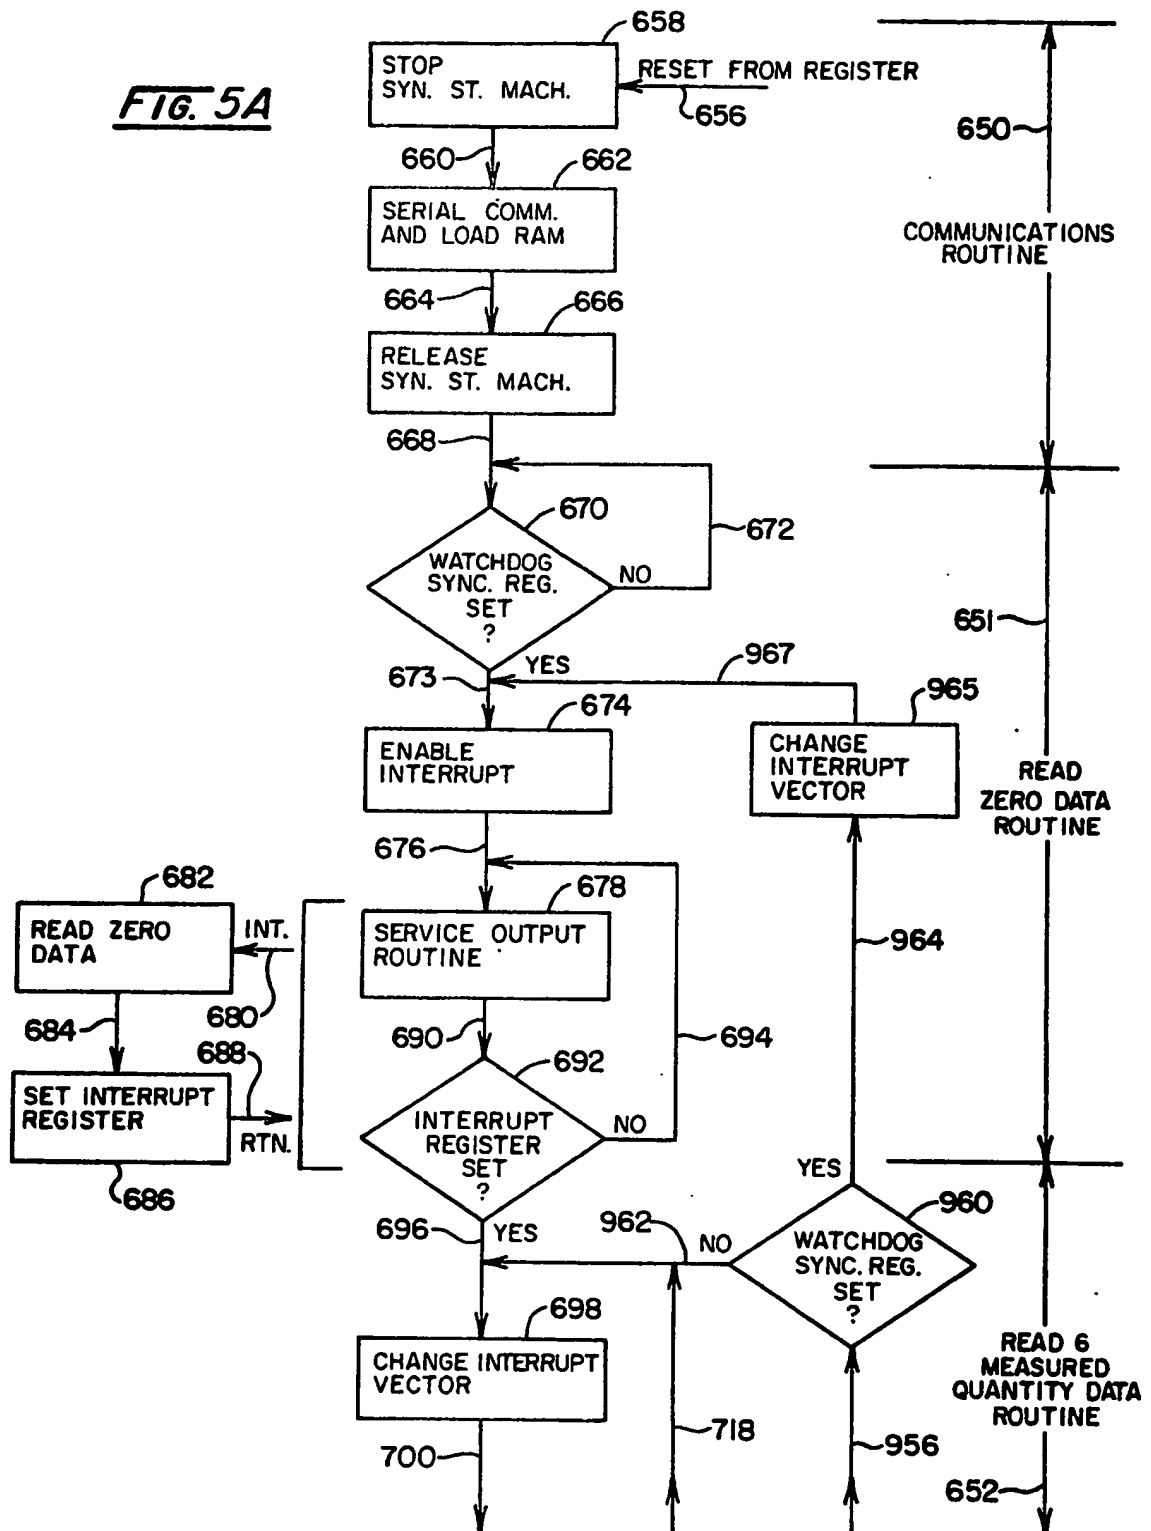 FIG. 5A
658
STOP
SYN. ST. MACH.
RESET FROM REGISTER
656
650
660
662
SERIAL COMM.
AND LOAD RAM
COMMUNICATIONS
ROUTINE
664
666
RELEASE
SYN. ST. MACH.
668
670
672
WATCHDOG
SYNC. REG.
SET
?
NO
651
YES
673
967
965
674
ENABLE
INTERRUPT
CHANGE
INTERRUPT
VECTOR
READ
ZERO DATA
ROUTINE
676
682
678
READ ZERO
DATA
INT.
SERVICE OUTPUT
ROUTINE
964
680
684
690
694
688
692
SET INTERRUPT
REGISTER
RTN.
INTERRUPT
REGISTER
SET
?
NO
686
YES
696
YES
960
962
NO
WATCHDOG
SYNC. REG.
SET
?
698
CHANGE INTERRUPT
VECTOR
READ 6
MEASURED
QUANTITY DATA
ROUTINE
700
718
956
652